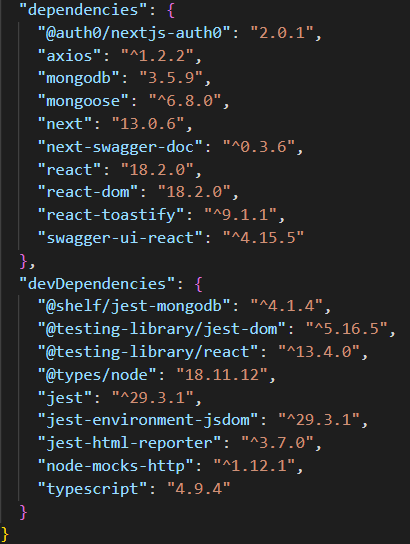 "dependencies": {
"@auth0/nextjs-auth0": "2.0.1",
"axios": "^1.2.2",
"mongodb": "3.5.9",
"mongoose": "^6.8.0",
"next": "13.0.6",
"next-swagger-doc": "^0.3.6",
"react": "18.2.0",
"react-dom": "18.2.0",
"react-toastify": "^9.1.1",
"swagger-ui-react": "^4.15.5"
},
"devDependencies": {
"@shelf/jest-mongodb": "^4.1.4",
"@testing-library/jest-dom": "^5.16.5",
"@testing-library/react": "^13.4.0",
"@types/node": "18.11.12",
"jest": "^29.3.1",
"jest-environment-jsdom": "^29.3.1",
"jest-html-reporter": "^3.7.0",
"node-mocks-http": "^1.12.1",
"typescript": "4.9.4"
}
}